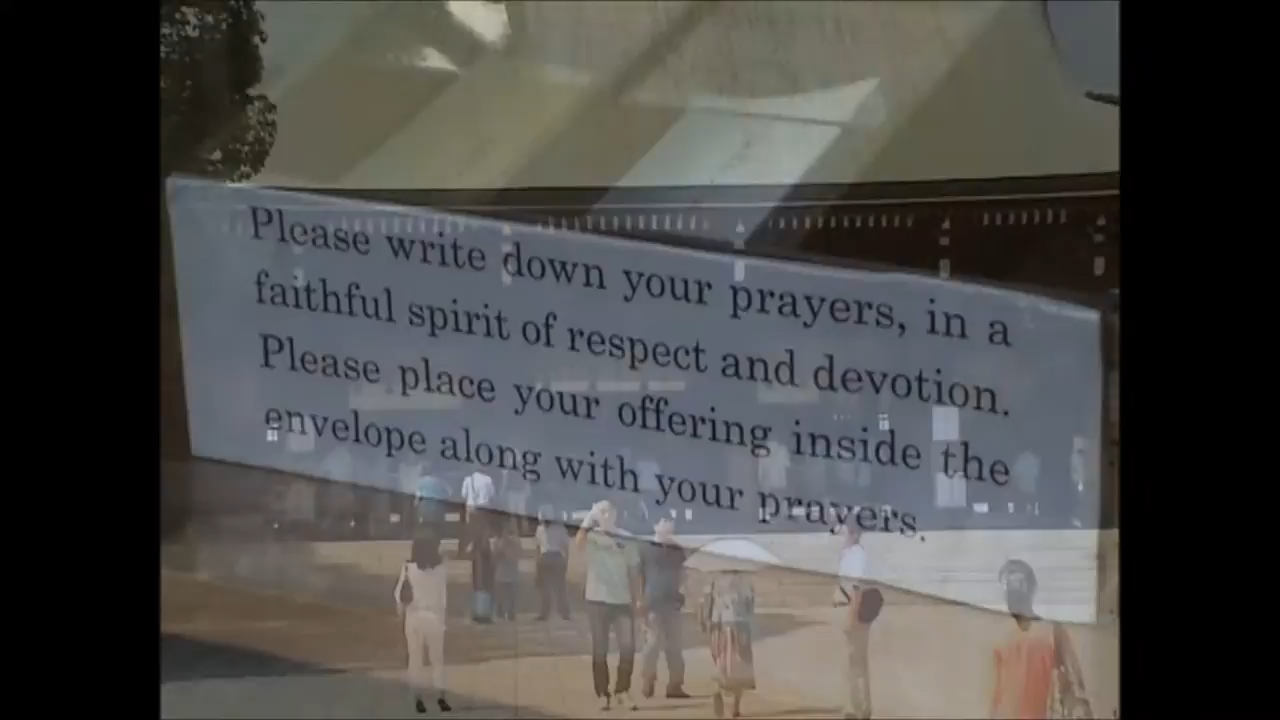 Please write down your prayers, in a
faithful spirit of respect and devotion.
Please place your offering inside the
envelope along with your prayers.